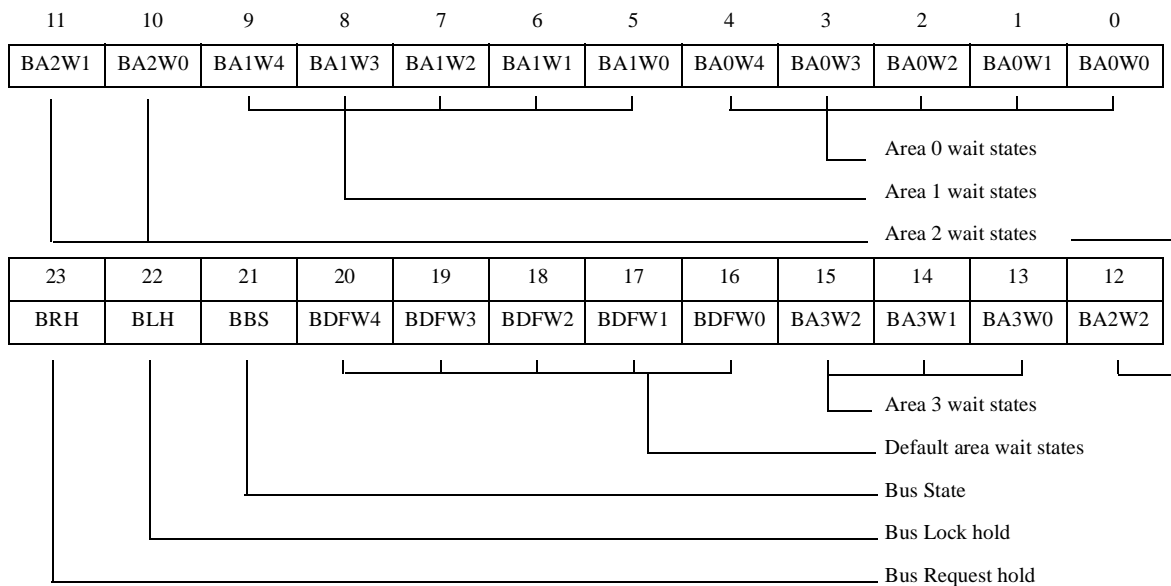 11 10 9 8 7 6 5 4 3 2 1 0
BA2W1 BA2W0 BA1W4 BA1W3 BA1W2 BA1W1 BA1W0 BA0W4 BA0W3 BA0W2 BA0W1 BA0W0
Area 0 wait states
Area 1 wait states
Area 2 wait states
23 22 21 20 19 18 17 16 15 14 13 12
BRH BLH BBS BDFW4 BDFW3 BDFW2 BDFW1 BDFW0 BA3W2 BA3W1 BA3W0 BA2W2
Area 3 wait states
Default area wait states
Bus State
Bus Lock hold
Bus Request hold